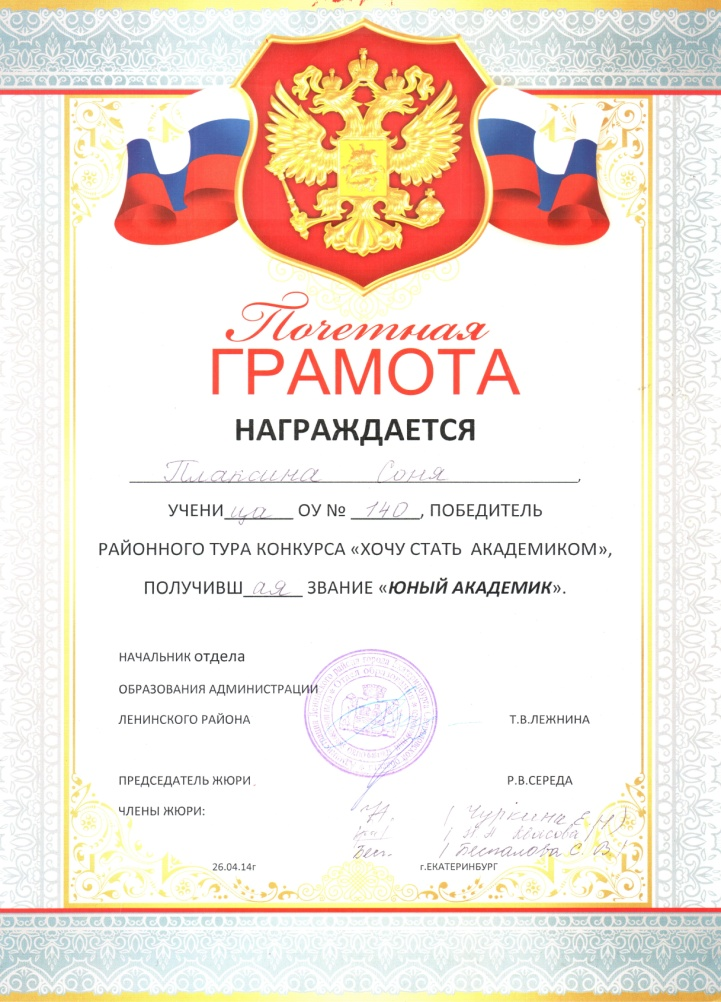 Почетная
ГРАМОТА
НАГРАЖДАЕТСЯ
Плаксина Соня,
УЧЕНИца ОУ № 140, ПОБЕДИТЕЛЬ
РАЙОННОГО ТУРА КОНКУРСА «ХОЧУ СТАТЬ АКАДЕМИКОМ»,
ПОЛУЧИВШая ЗВАНИЕ «ЮНЫЙ АКАДЕМИК».
НАЧАЛЬНИК отдела
ОБРАЗОВАНИЯ АДМИНИСТРАЦИИ
ЛЕНИНСКОГО РАЙОНА Т.В.ЛЕЖНИНА
ПРЕДСЕДАТЕЛЬ ЖЮРИ Р.В.СЕРЕДА
ЧЛЕНЫ ЖЮРИ: / Чуркина Е.
/ Беспалова С. В.
26.04.14г г.ЕКАТЕРИНБУРГ